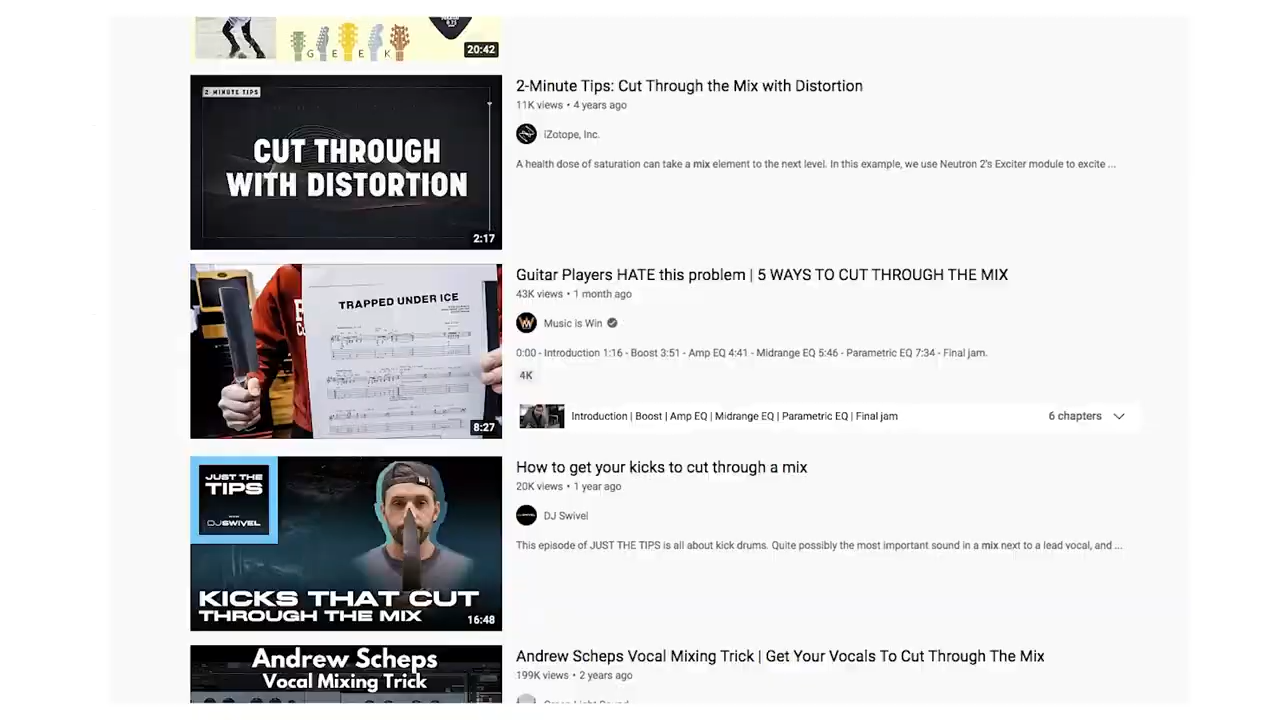 GEEK
20:42
2-MINUTE TIPS
CUT THROUGH
WITH DISTORTION
2:17
2-Minute Tips: Cut Through the Mix with Distortion
11K views • 4 years ago
iZotope, Inc.
A health dose of saturation can take a mix element to the next level. In this example, we use Neutron 2's Exciter module to excite ...
TRAPPED UNDER ICE
8:27
Guitar Players HATE this problem | 5 WAYS TO CUT THROUGH THE MIX
43K views • 1 month ago
Music is Win
0:00 - Introduction 1:16 - Boost 3:51 - Amp EQ 4:41 - Midrange EQ 5:46 - Parametric EQ 7:34 - Final jam.
4K
Introduction | Boost | Amp EQ | Midrange EQ | Parametric EQ | Final jam
6 chapters
JUST THE
TIPS
DJSWIVEL
KICKS THAT CUT
THROUGH THE MIX
16:48
How to get your kicks to cut through a mix
20K views • 1 year ago
DJ Swivel
This episode of JUST THE TIPS is all about kick drums. Quite possibly the most important sound in a mix next to a lead vocal, and ...
Andrew Scheps
Vocal Mixing Trick
Andrew Scheps Vocal Mixing Trick | Get Your Vocals To Cut Through The Mix
199K views • 2 years ago